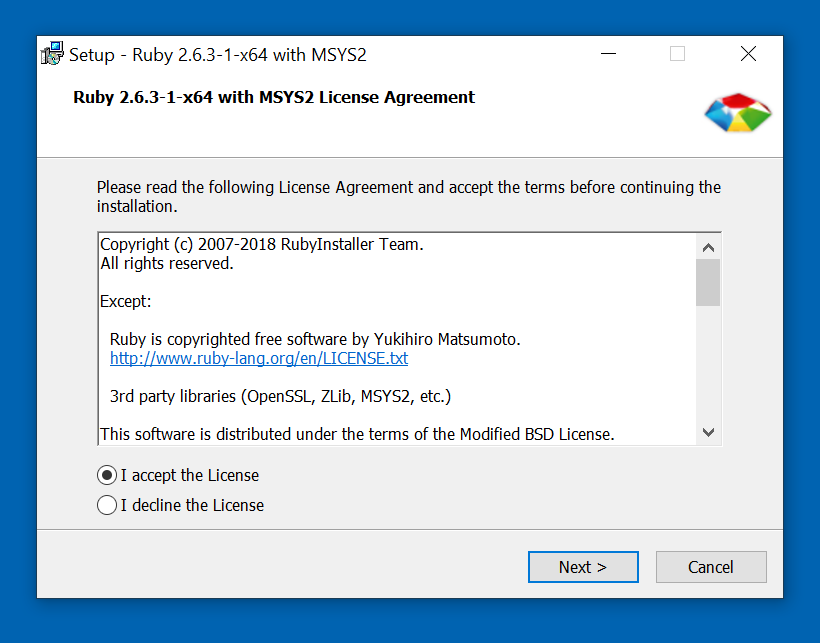 Setup - Ruby 2.6.3-1-x64 with MSYS2
Ruby 2.6.3-1-x64 with MSYS2 License Agreement
Please read the following License Agreement and accept the terms before continuing the
installation.
Copyright (c) 2007-2018 RubyInstaller Team.
All rights reserved.
Except:
Ruby is copyrighted free software by Yukihiro Matsumoto.
http://www.ruby-lang.org/en/LICENSE.txt
3rd party libraries (OpenSSL, ZLib, MSYS2, etc.)
This software is distributed under the terms of the Modified BSD License.
I accept the License
I decline the License
Next >
Cancel